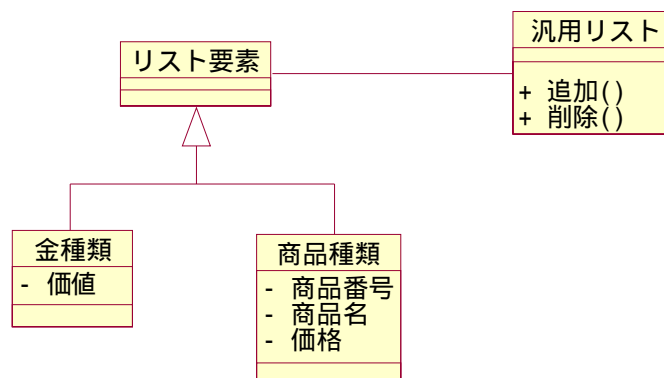 汎用リスト
+ 追加()
+ 削除()
リスト要素
金種類
- 価値
商品種類
- 商品番号
- 商品名
- 価格